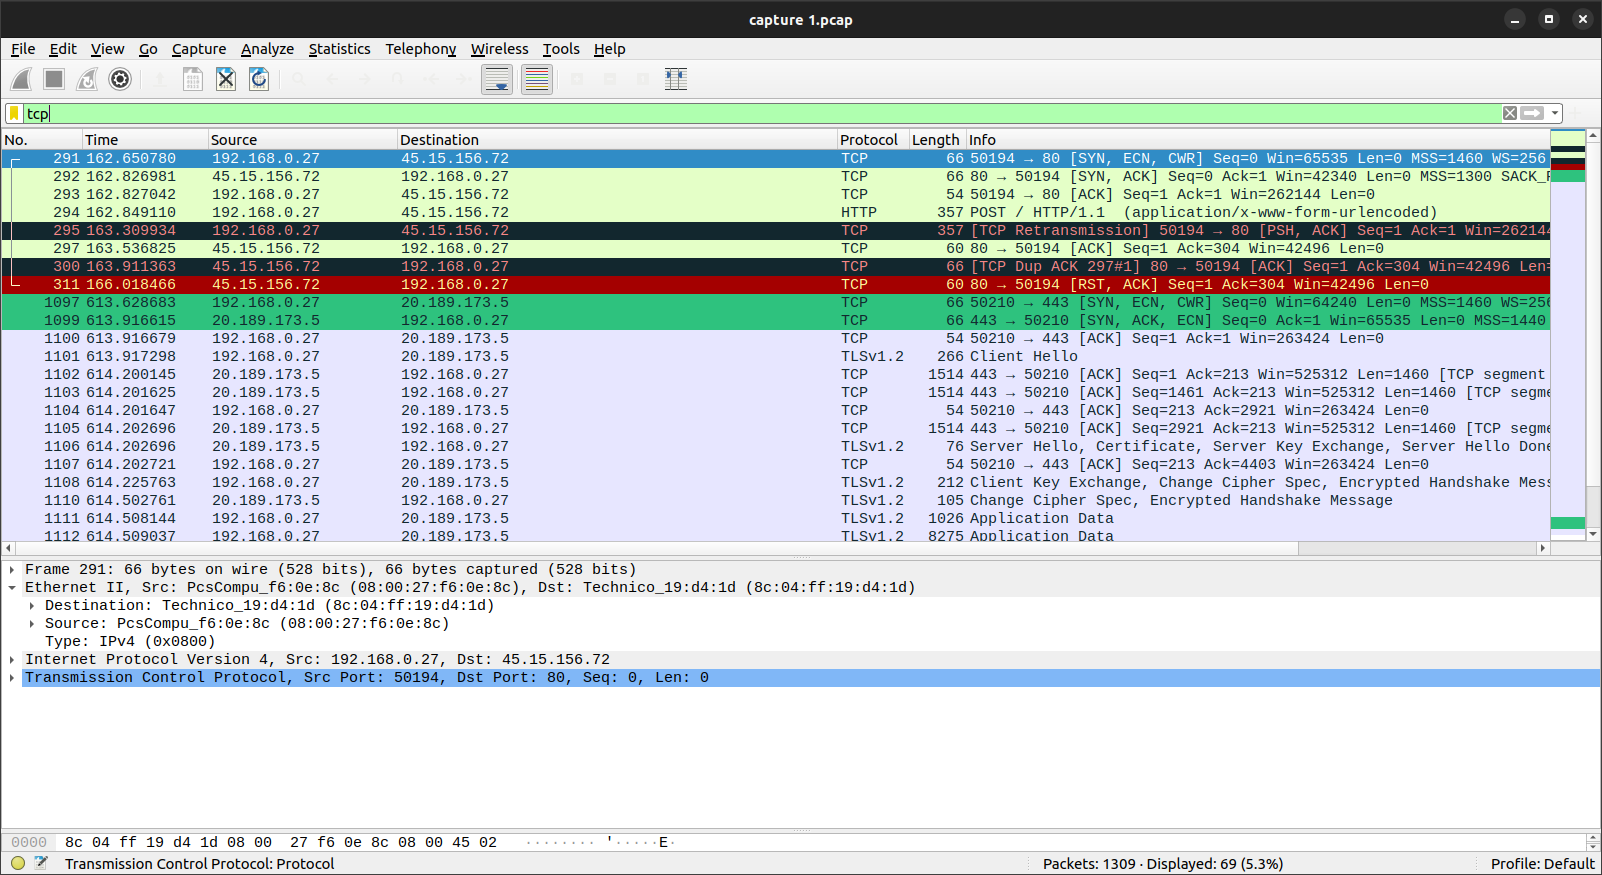 capture 1.pcap
File Edit View Go Capture Analyze Statistics Telephony Wireless Tools Help
tcp
No. Time Source Destination Protocol Length Info
291 162.650780 192.168.0.27 45.15.156.72 TCP 66 50194 → 80 [SYN, ECN, CWR] Seq=0 Win=65535 Len=0 MSS=1460 WS=256
292 162.826981 45.15.156.72 192.168.0.27 TCP 66 80 → 50194 [SYN, ACK] Seq=0 Ack=1 Win=42340 Len=0 MSS=1300 SACK_P
293 162.827042 192.168.0.27 45.15.156.72 TCP 54 50194 → 80 [ACK] Seq=1 Ack=1 Win=262144 Len=0
294 162.849110 192.168.0.27 45.15.156.72 HTTP 357 POST / HTTP/1.1 (application/x-www-form-urlencoded)
295 163.309934 192.168.0.27 45.15.156.72 TCP 357 [TCP Retransmission] 50194 → 80 [PSH, ACK] Seq=1 Ack=1 Win=262144
297 163.536825 45.15.156.72 192.168.0.27 TCP 60 80 → 50194 [ACK] Seq=1 Ack=304 Win=42496 Len=0
300 163.911363 45.15.156.72 192.168.0.27 TCP 66 [TCP Dup ACK 297#1] 80 → 50194 [ACK] Seq=1 Ack=304 Win=42496 Len=
311 166.018466 45.15.156.72 192.168.0.27 TCP 60 80 → 50194 [RST, ACK] Seq=1 Ack=304 Win=42496 Len=0
1097 613.628683 192.168.0.27 20.189.173.5 TCP 66 50210 → 443 [SYN, ECN, CWR] Seq=0 Win=64240 Len=0 MSS=1460 WS=256
1099 613.916615 20.189.173.5 192.168.0.27 TCP 66 443 → 50210 [SYN, ACK, ECN] Seq=0 Ack=1 Win=65535 Len=0 MSS=1440
1100 613.916679 192.168.0.27 20.189.173.5 TCP 54 50210 → 443 [ACK] Seq=1 Ack=1 Win=263424 Len=0
1101 613.917298 192.168.0.27 20.189.173.5 TLSv1.2 266 Client Hello
1102 614.200145 20.189.173.5 192.168.0.27 TCP 1514 443 → 50210 [ACK] Seq=1 Ack=213 Win=525312 Len=1460 [TCP segment
1103 614.201625 20.189.173.5 192.168.0.27 TCP 1514 443 → 50210 [ACK] Seq=1461 Ack=213 Win=525312 Len=1460 [TCP segme
1104 614.201647 192.168.0.27 20.189.173.5 TCP 54 50210 → 443 [ACK] Seq=213 Ack=2921 Win=263424 Len=0
1105 614.202696 20.189.173.5 192.168.0.27 TCP 1514 443 → 50210 [ACK] Seq=2921 Ack=213 Win=525312 Len=1460 [TCP segme
1106 614.202696 20.189.173.5 192.168.0.27 TLSv1.2 76 Server Hello, Certificate, Server Key Exchange, Server Hello Done
1107 614.202721 192.168.0.27 20.189.173.5 TCP 54 50210 → 443 [ACK] Seq=213 Ack=4403 Win=263424 Len=0
1108 614.225763 192.168.0.27 20.189.173.5 TLSv1.2 212 Client Key Exchange, Change Cipher Spec, Encrypted Handshake Mess
1110 614.502761 20.189.173.5 192.168.0.27 TLSv1.2 105 Change Cipher Spec, Encrypted Handshake Message
1111 614.508144 192.168.0.27 20.189.173.5 TLSv1.2 1026 Application Data
1112 614.509037 192.168.0.27 20.189.173.5 TLSv1.2 8275 Application Data
Frame 291: 66 bytes on wire (528 bits), 66 bytes captured (528 bits)
Ethernet II, Src: PcsCompu_f6:0e:8c (08:00:27:f6:0e:8c), Dst: Technico_19:d4:1d (8c:04:ff:19:d4:1d)
Destination: Technico_19:d4:1d (8c:04:ff:19:d4:1d)
Source: PcsCompu_f6:0e:8c (08:00:27:f6:0e:8c)
Type: IPv4 (0x0800)
Internet Protocol Version 4, Src: 192.168.0.27, Dst: 45.15.156.72
Transmission Control Protocol, Src Port: 50194, Dst Port: 80, Seq: 0, Len: 0
0000 8c 04 ff 19 d4 1d 08 00 27 f6 0e 8c 08 00 45 02 ········ '·····E·
Transmission Control Protocol: Protocol Packets: 1309 · Displayed: 69 (5.3%) Profile: Default